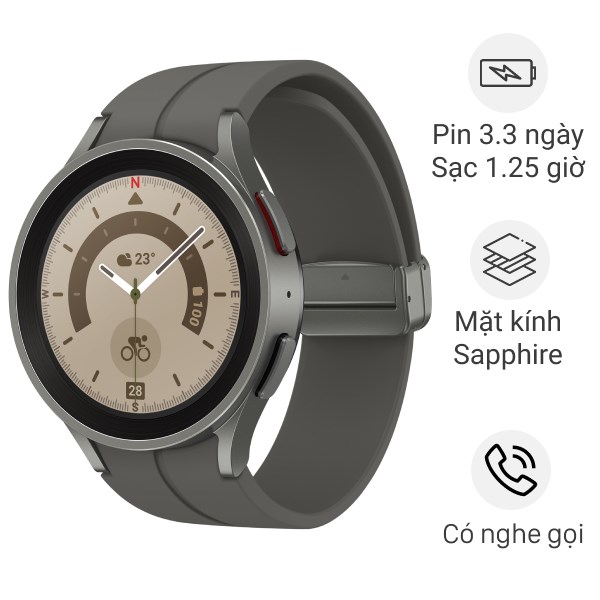 N
23°
W
E
100
28
S
Pin 3.3 ngày
Sạc 1.25 giờ
Mặt kính
Sapphire
Có nghe gọi